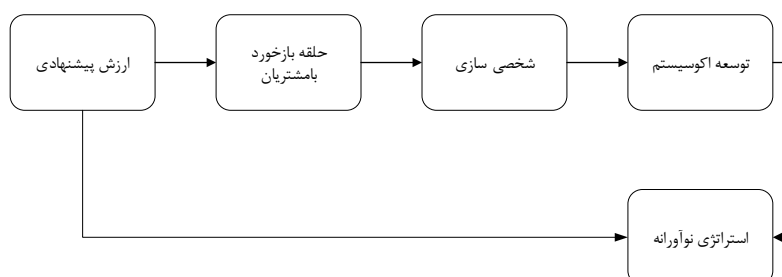 ارزش پیشنهادی
حلقه بازخورد
بامشتریان
شخصی سازی
توسعه اکوسیستم
استراتژی نوآورانه